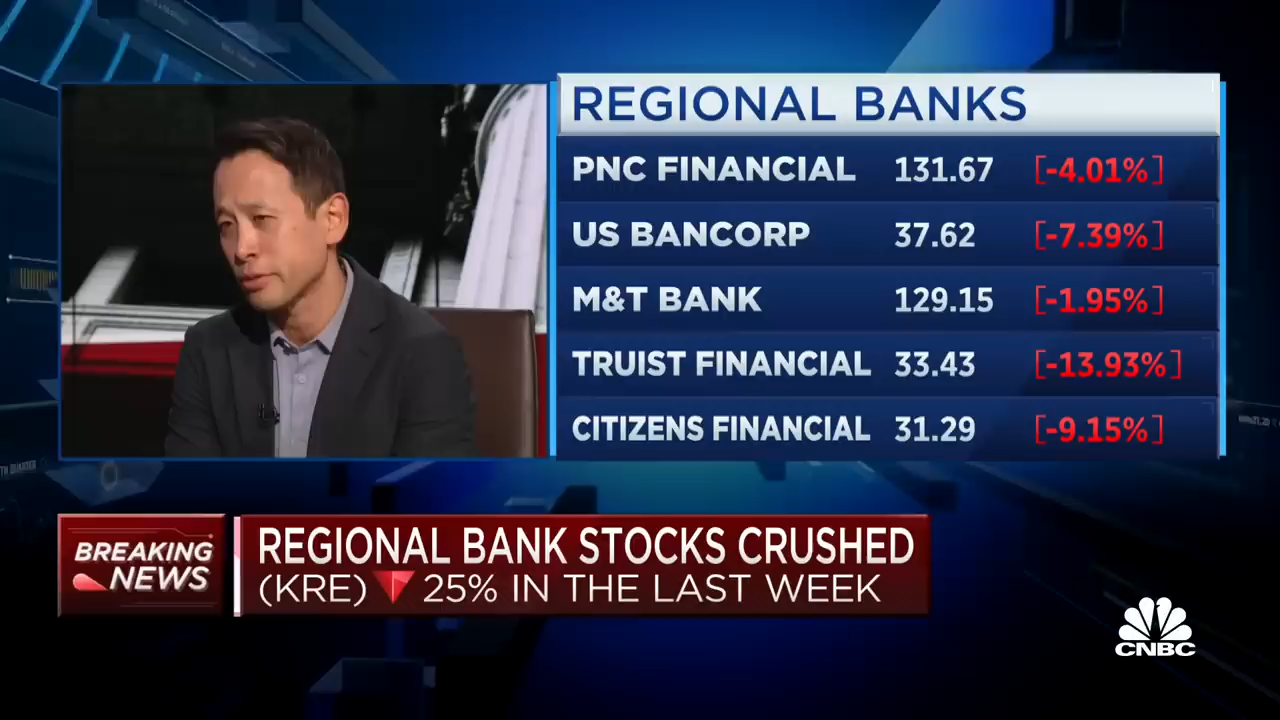 REGIONAL BANKS
PNC FINANCIAL 131.67 [-4.01%]
US BANCORP 37.62 [-7.39%]
M&T BANK 129.15 [-1.95%]
TRUIST FINANCIAL 33.43 [-13.93%]
CITIZENS FINANCIAL 31.29 [-9.15%]
BREAKING
NEWS
REGIONAL BANK STOCKS CRUSHED
(KRE) 25% IN THE LAST WEEK
CNBC